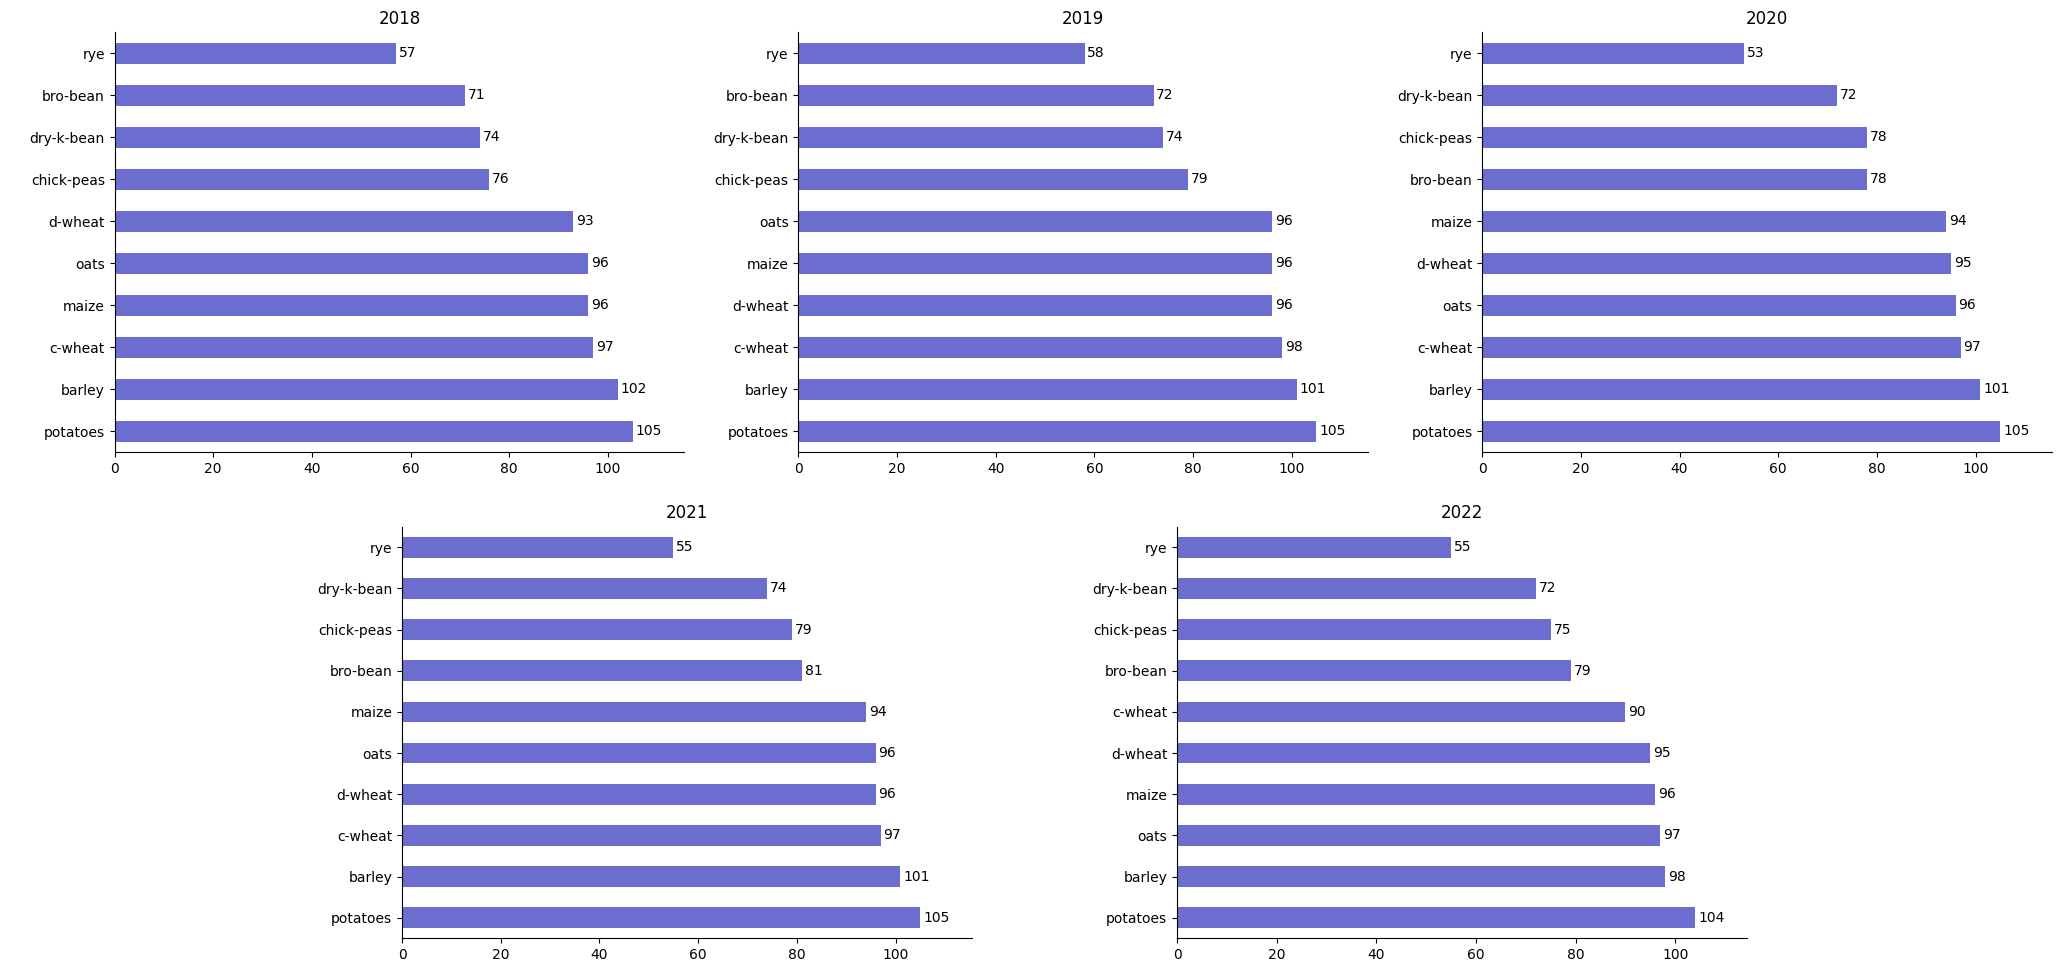 2018
rye 57
bro-bean 71
dry-k-bean 74
chick-peas 76
d-wheat 93
oats 96
maize 96
c-wheat 97
barley 102
potatoes 105
0 20 40 60 80 100
2019
rye 58
bro-bean 72
dry-k-bean 74
chick-peas 79
oats 96
maize 96
d-wheat 96
c-wheat 98
barley 101
potatoes 105
0 20 40 60 80 100
2020
rye 53
dry-k-bean 72
chick-peas 78
bro-bean 78
maize 94
d-wheat 95
oats 96
c-wheat 97
barley 101
potatoes 105
0 20 40 60 80 100
2021
rye 55
dry-k-bean 74
chick-peas 79
bro-bean 81
maize 94
oats 96
d-wheat 96
c-wheat 97
barley 101
potatoes 105
0 20 40 60 80 100
2022
rye 55
dry-k-bean 72
chick-peas 75
bro-bean 79
c-wheat 90
d-wheat 95
maize 96
oats 97
barley 98
potatoes 104
0 20 40 60 80 100